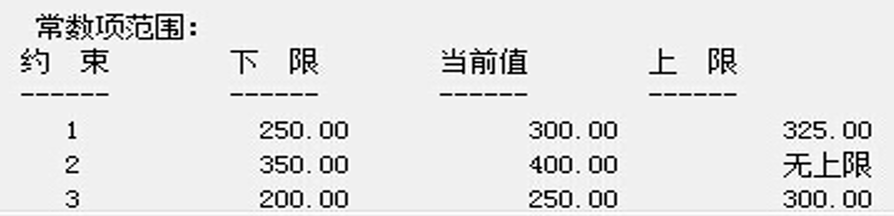 常数项范围：
约 束 下 限 当前值 上 限
------ ------ ------ ------
1 250.00 300.00 325.00
2 350.00 400.00 无上限
3 200.00 250.00 300.00